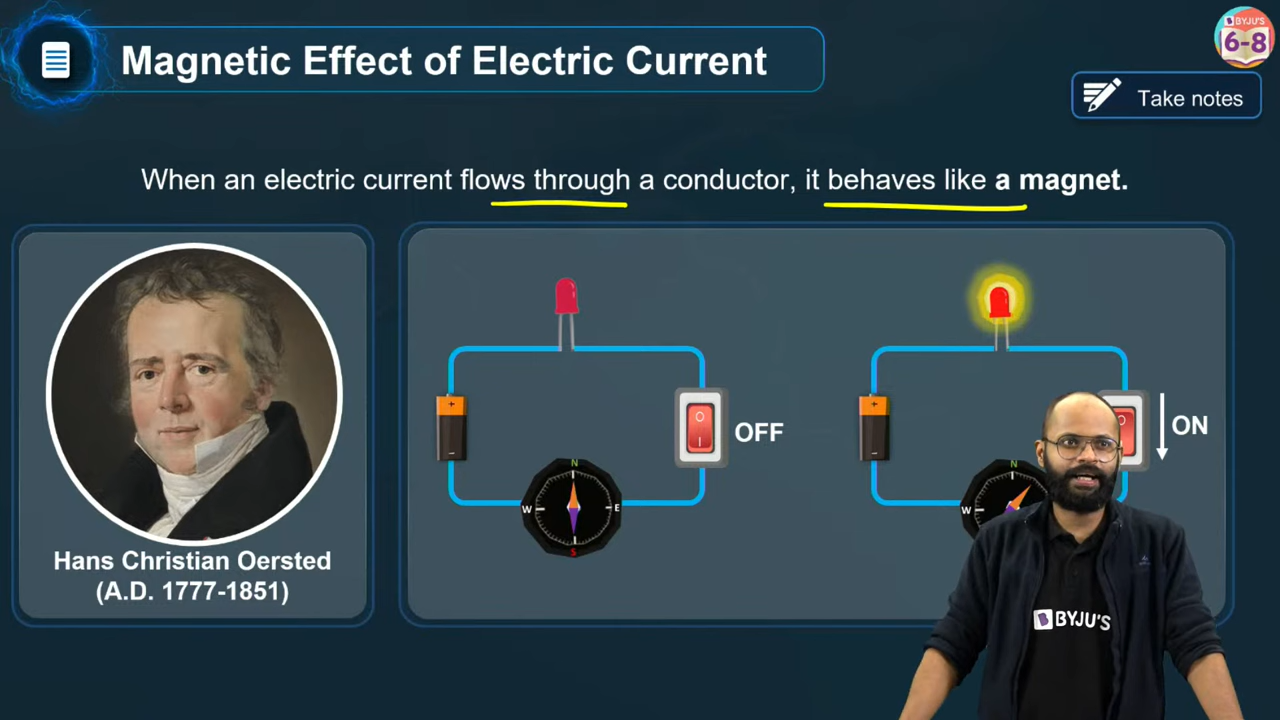 BYJU'S
6-8
Magnetic Effect of Electric Current
Take notes
When an electric current flows through a conductor, it behaves like a magnet.
+
-
O
I
OFF
N
W
E
S
Hans Christian Oersted
(A.D. 1777-1851)
+
-
O
ON
N
W
BYJU'S